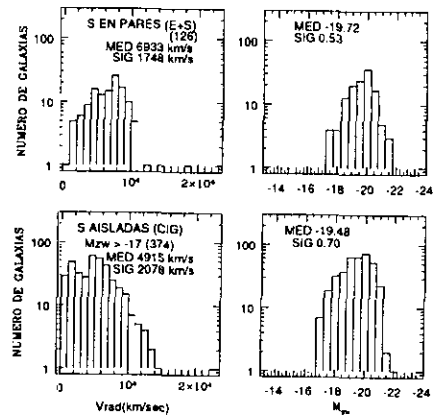 S EN PARES (E+S)
(126)
MED 6933 km/s
SIG 1748 km/s
NUMERO DE GALAXIAS
100
10
1
0
10⁴
2×10⁴
MED -19.72
SIG 0.53
100
10
1
-14
-16
-18
-20
-22
-24
S AISLADAS (CIG)
Mzw > -17 (374)
MED 4915 km/s
SIG 2078 km/s
NUMERO DE GALAXIAS
100
10
1
0
10⁴
2×10⁴
Vrad(km/sec)
MED -19.48
SIG 0.70
100
10
1
-14
-16
-18
-20
-22
-24